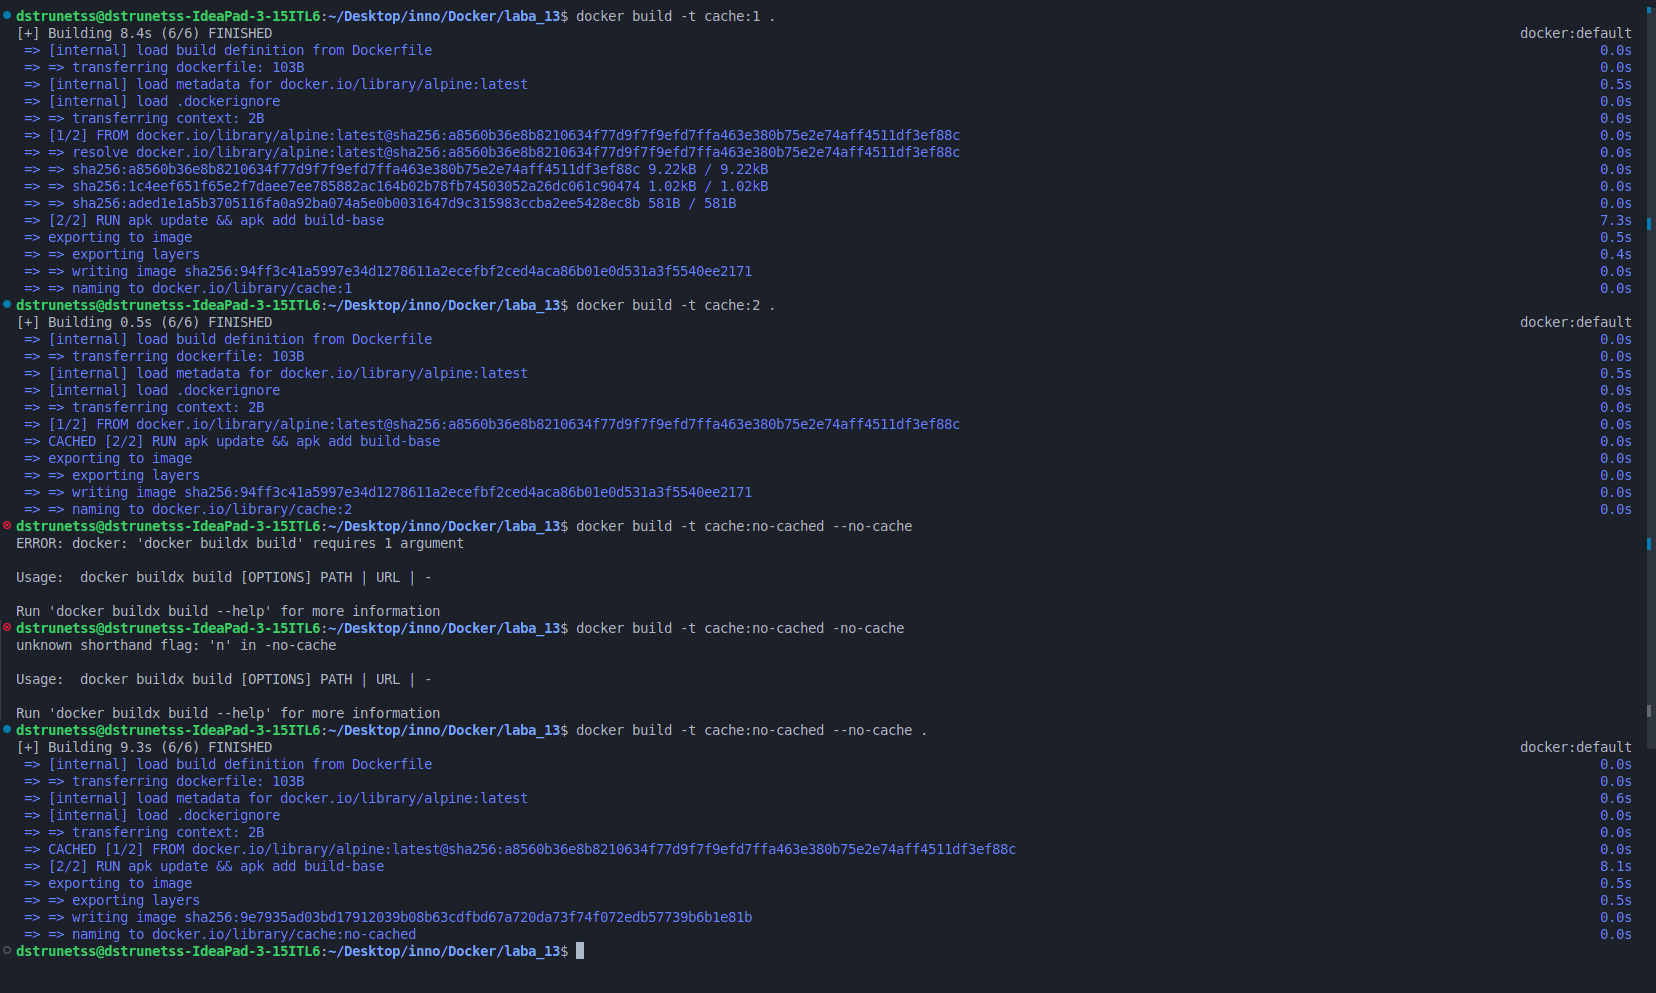 dstrunetss@dstrunetss-IdeaPad-3-15ITL6:~/Desktop/inno/Docker/laba_13$ docker build -t cache:1 .
[+] Building 8.4s (6/6) FINISHED docker:default
=> [internal] load build definition from Dockerfile 0.0s
=> => transferring dockerfile: 103B 0.0s
=> [internal] load metadata for docker.io/library/alpine:latest 0.5s
=> [internal] load .dockerignore 0.0s
=> => transferring context: 2B 0.0s
=> [1/2] FROM docker.io/library/alpine:latest@sha256:a8560b36e8b8210634f77d9f7f9efd7ffa463e380b75e2e74aff4511df3ef88c 0.0s
=> => resolve docker.io/library/alpine:latest@sha256:a8560b36e8b8210634f77d9f7f9efd7ffa463e380b75e2e74aff4511df3ef88c 0.0s
=> => sha256:a8560b36e8b8210634f77d9f7f9efd7ffa463e380b75e2e74aff4511df3ef88c 9.22kB / 9.22kB 0.0s
=> => sha256:1c4eef651f65e2f7daee7ee785882ac164b02b78fb74503052a26dc061c90474 1.02kB / 1.02kB 0.0s
=> => sha256:aded1e1a5b3705116fa0a92ba074a5e0b0031647d9c315983ccba2ee5428ec8b 581B / 581B 0.0s
=> [2/2] RUN apk update && apk add build-base 7.3s
=> exporting to image 0.5s
=> => exporting layers 0.4s
=> => writing image sha256:94ff3c41a5997e34d1278611a2ecefbf2ced4aca86b01e0d531a3f5540ee2171 0.0s
=> => naming to docker.io/library/cache:1 0.0s
dstrunetss@dstrunetss-IdeaPad-3-15ITL6:~/Desktop/inno/Docker/laba_13$ docker build -t cache:2 .
[+] Building 0.5s (6/6) FINISHED docker:default
=> [internal] load build definition from Dockerfile 0.0s
=> => transferring dockerfile: 103B 0.0s
=> [internal] load metadata for docker.io/library/alpine:latest 0.5s
=> [internal] load .dockerignore 0.0s
=> => transferring context: 2B 0.0s
=> [1/2] FROM docker.io/library/alpine:latest@sha256:a8560b36e8b8210634f77d9f7f9efd7ffa463e380b75e2e74aff4511df3ef88c 0.0s
=> CACHED [2/2] RUN apk update && apk add build-base 0.0s
=> exporting to image 0.0s
=> => exporting layers 0.0s
=> => writing image sha256:94ff3c41a5997e34d1278611a2ecefbf2ced4aca86b01e0d531a3f5540ee2171 0.0s
=> => naming to docker.io/library/cache:2 0.0s
dstrunetss@dstrunetss-IdeaPad-3-15ITL6:~/Desktop/inno/Docker/laba_13$ docker build -t cache:no-cached --no-cache
ERROR: docker: 'docker buildx build' requires 1 argument
Usage:  docker buildx build [OPTIONS] PATH | URL | -
Run 'docker buildx build --help' for more information
dstrunetss@dstrunetss-IdeaPad-3-15ITL6:~/Desktop/inno/Docker/laba_13$ docker build -t cache:no-cached -no-cache
unknown shorthand flag: 'n' in -no-cache
Usage:  docker buildx build [OPTIONS] PATH | URL | -
Run 'docker buildx build --help' for more information
dstrunetss@dstrunetss-IdeaPad-3-15ITL6:~/Desktop/inno/Docker/laba_13$ docker build -t cache:no-cached --no-cache .
[+] Building 9.3s (6/6) FINISHED docker:default
=> [internal] load build definition from Dockerfile 0.0s
=> => transferring dockerfile: 103B 0.0s
=> [internal] load metadata for docker.io/library/alpine:latest 0.6s
=> [internal] load .dockerignore 0.0s
=> => transferring context: 2B 0.0s
=> CACHED [1/2] FROM docker.io/library/alpine:latest@sha256:a8560b36e8b8210634f77d9f7f9efd7ffa463e380b75e2e74aff4511df3ef88c 0.0s
=> [2/2] RUN apk update && apk add build-base 8.1s
=> exporting to image 0.5s
=> => exporting layers 0.5s
=> => writing image sha256:9e7935ad03bd17912039b08b63cdfbd67a720da73f74f072edb57739b6b1e81b 0.0s
=> => naming to docker.io/library/cache:no-cached 0.0s
dstrunetss@dstrunetss-IdeaPad-3-15ITL6:~/Desktop/inno/Docker/laba_13$